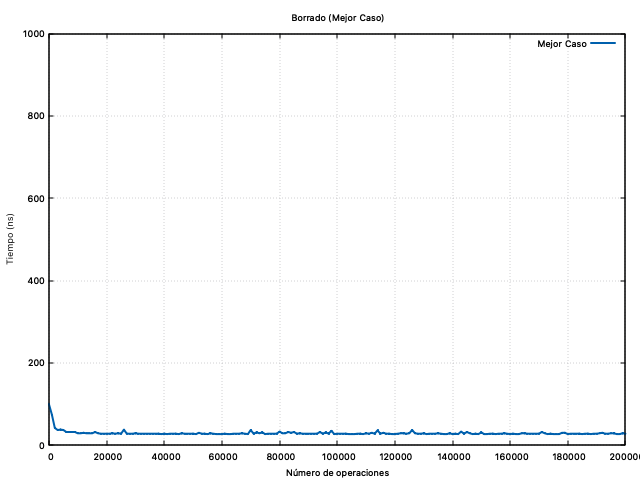 Borrado (Mejor Caso)
Mejor Caso
1000
800
600
400
200
0
Tiempo (ns)
0 20000 40000 60000 80000 100000 120000 140000 160000 180000 200000
Número de operaciones